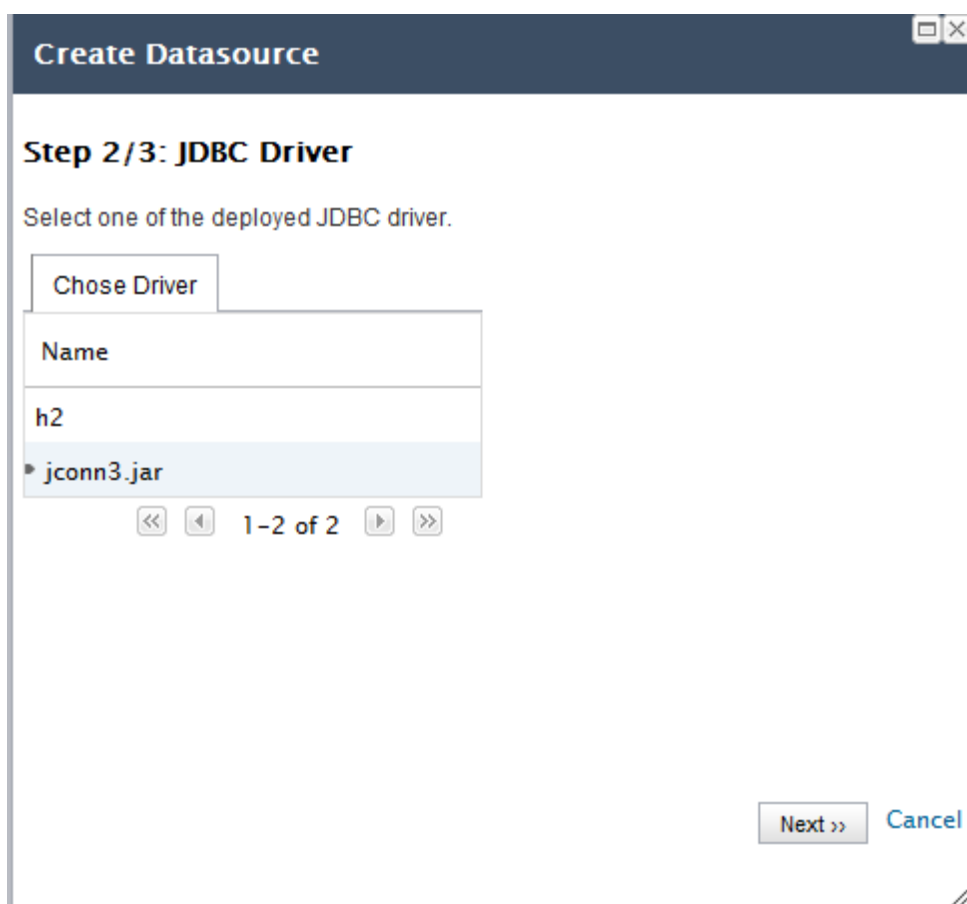 Create Datasource
Step 2/3: JDBC Driver
Select one of the deployed JDBC driver.
Chose Driver
Name
h2
jconn3.jar
1-2 of 2
Next ››
Cancel